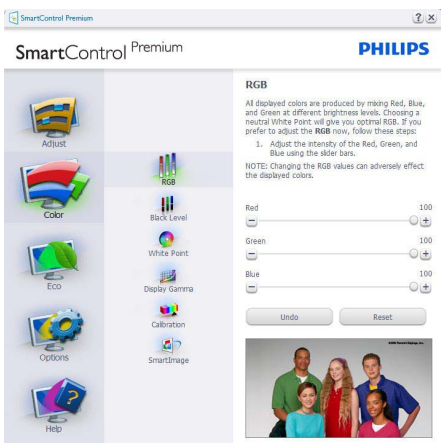 SmartControl Premium
? ×
SmartControl Premium
PHILIPS
Adjust
Color
Eco
Options
Help
RGB
Black Level
White Point
Display Gamma
Calibration
SmartImage
RGB
All displayed colors are produced by mixing Red, Blue,
and Green at different brightness levels. Choosing a
neutral White Point will give you optimal RGB. If you
prefer to adjust the RGB now, follow these steps:
1. Adjust the intensity of the Red, Green, and
Blue using the slider bars.
NOTE: Changing the RGB values can adversely effect
the displayed colors.
Red 100
Green 100
Blue 100
Undo Reset